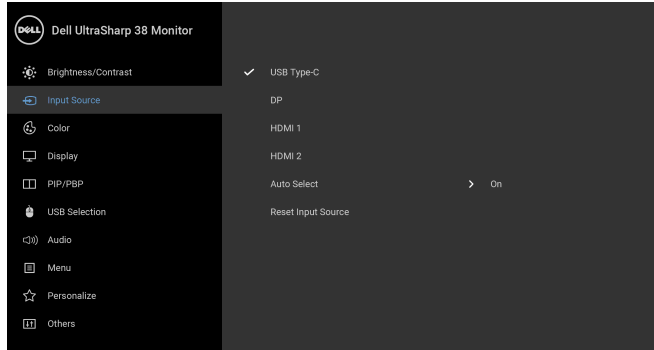 DELL Dell UltraSharp 38 Monitor
Brightness/Contrast
Input Source
Color
Display
PIP/PBP
USB Selection
Audio
Menu
Personalize
Others
USB Type-C
DP
HDMI 1
HDMI 2
Auto Select On
Reset Input Source